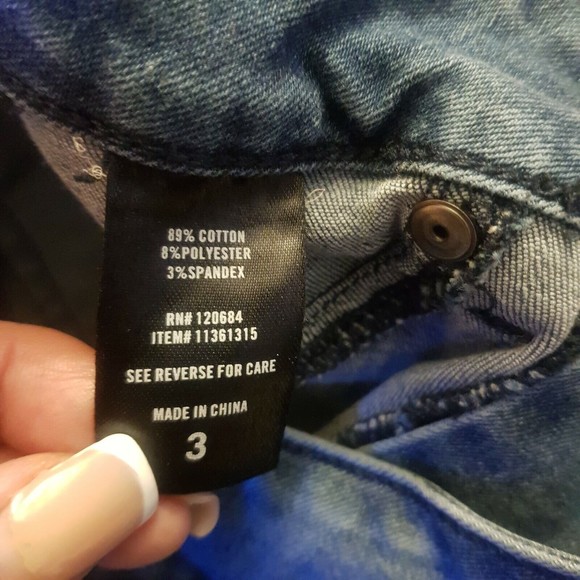 89% COTTON
8%POLYESTER
3%SPANDEX
RN# 120684
ITEM# 11361315
SEE REVERSE FOR CARE
MADE IN CHINA
3